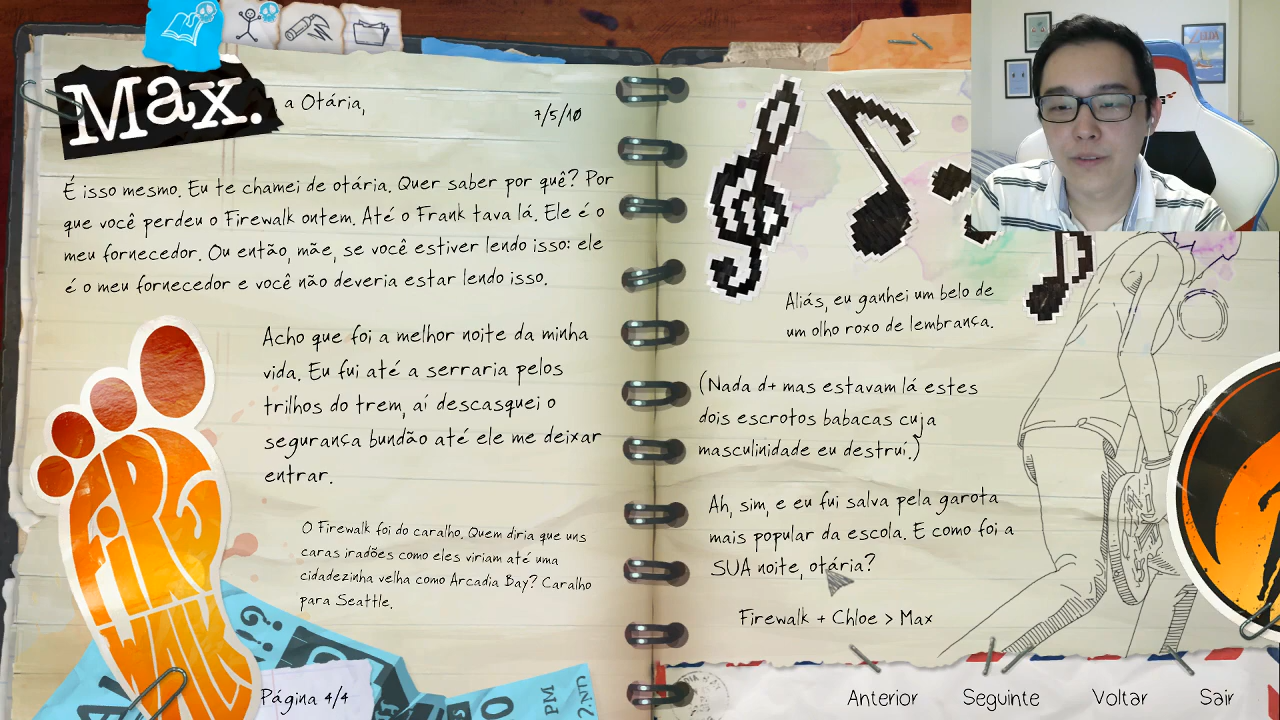 Max.
a Otária,
7/5/10
É isso mesmo. Eu te chamei de otária. Quer saber por quê? Por
que você perdeu o Firewalk ontem. Até o Frank tava lá. Ele é o
meu fornecedor. Ou então, mãe, se você estiver lendo isso: ele
é o meu fornecedor e você não deveria estar lendo isso.
Acho que foi a melhor noite da minha
vida. Eu fui até a serraria pelos
trilhos do trem, aí descasquei o
segurança bundão até ele me deixar
entrar.
O Firewalk foi do caralho. Quem diria que uns
caras iradões como eles viriam até uma
cidadezinha velha como Arcadia Bay? Caralho
para Seattle.
FIRE
WALK
PM
Página 4/4
Aliás, eu ganhei um belo de
um olho roxo de lembrança.
(Nada d+ mas estavam lá estes
dois escrotos babacas cuja
masculinidade eu destruí.)
Ah, sim, e eu fui salva pela garota
mais popular da escola. E como foi a
SUA noite, otária?
Firewalk + Chloe > Max
Anterior
Seguinte
Voltar
Sair